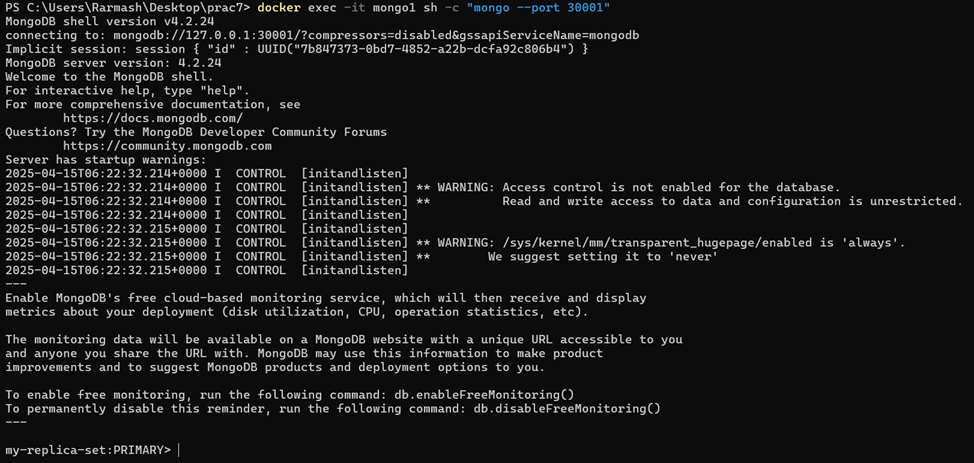 PS C:\Users\Rarmash\Desktop\prac7> docker exec -it mongo1 sh -c "mongo --port 30001"
MongoDB shell version v4.2.24
connecting to: mongodb://127.0.0.1:30001/?compressors=disabled&gssapiServiceName=mongodb
Implicit session: session { "id" : UUID("7b847373-0bd7-4852-a22b-dcfa92c806b4") }
MongoDB server version: 4.2.24
Welcome to the MongoDB shell.
For interactive help, type "help".
For more comprehensive documentation, see
        https://docs.mongodb.com/
Questions? Try the MongoDB Developer Community Forums
        https://community.mongodb.com
Server has startup warnings:
2025-04-15T06:22:32.214+0000 I  CONTROL  [initandlisten]
2025-04-15T06:22:32.214+0000 I  CONTROL  [initandlisten] ** WARNING: Access control is not enabled for the database.
2025-04-15T06:22:32.214+0000 I  CONTROL  [initandlisten] **          Read and write access to data and configuration is unrestricted.
2025-04-15T06:22:32.214+0000 I  CONTROL  [initandlisten]
2025-04-15T06:22:32.215+0000 I  CONTROL  [initandlisten]
2025-04-15T06:22:32.215+0000 I  CONTROL  [initandlisten] ** WARNING: /sys/kernel/mm/transparent_hugepage/enabled is 'always'.
2025-04-15T06:22:32.215+0000 I  CONTROL  [initandlisten] **        We suggest setting it to 'never'
2025-04-15T06:22:32.215+0000 I  CONTROL  [initandlisten]
---
Enable MongoDB's free cloud-based monitoring service, which will then receive and display
metrics about your deployment (disk utilization, CPU, operation statistics, etc).

The monitoring data will be available on a MongoDB website with a unique URL accessible to you
and anyone you share the URL with. MongoDB may use this information to make product
improvements and to suggest MongoDB products and deployment options to you.

To enable free monitoring, run the following command: db.enableFreeMonitoring()
To permanently disable this reminder, run the following command: db.disableFreeMonitoring()
---

my-replica-set:PRIMARY>